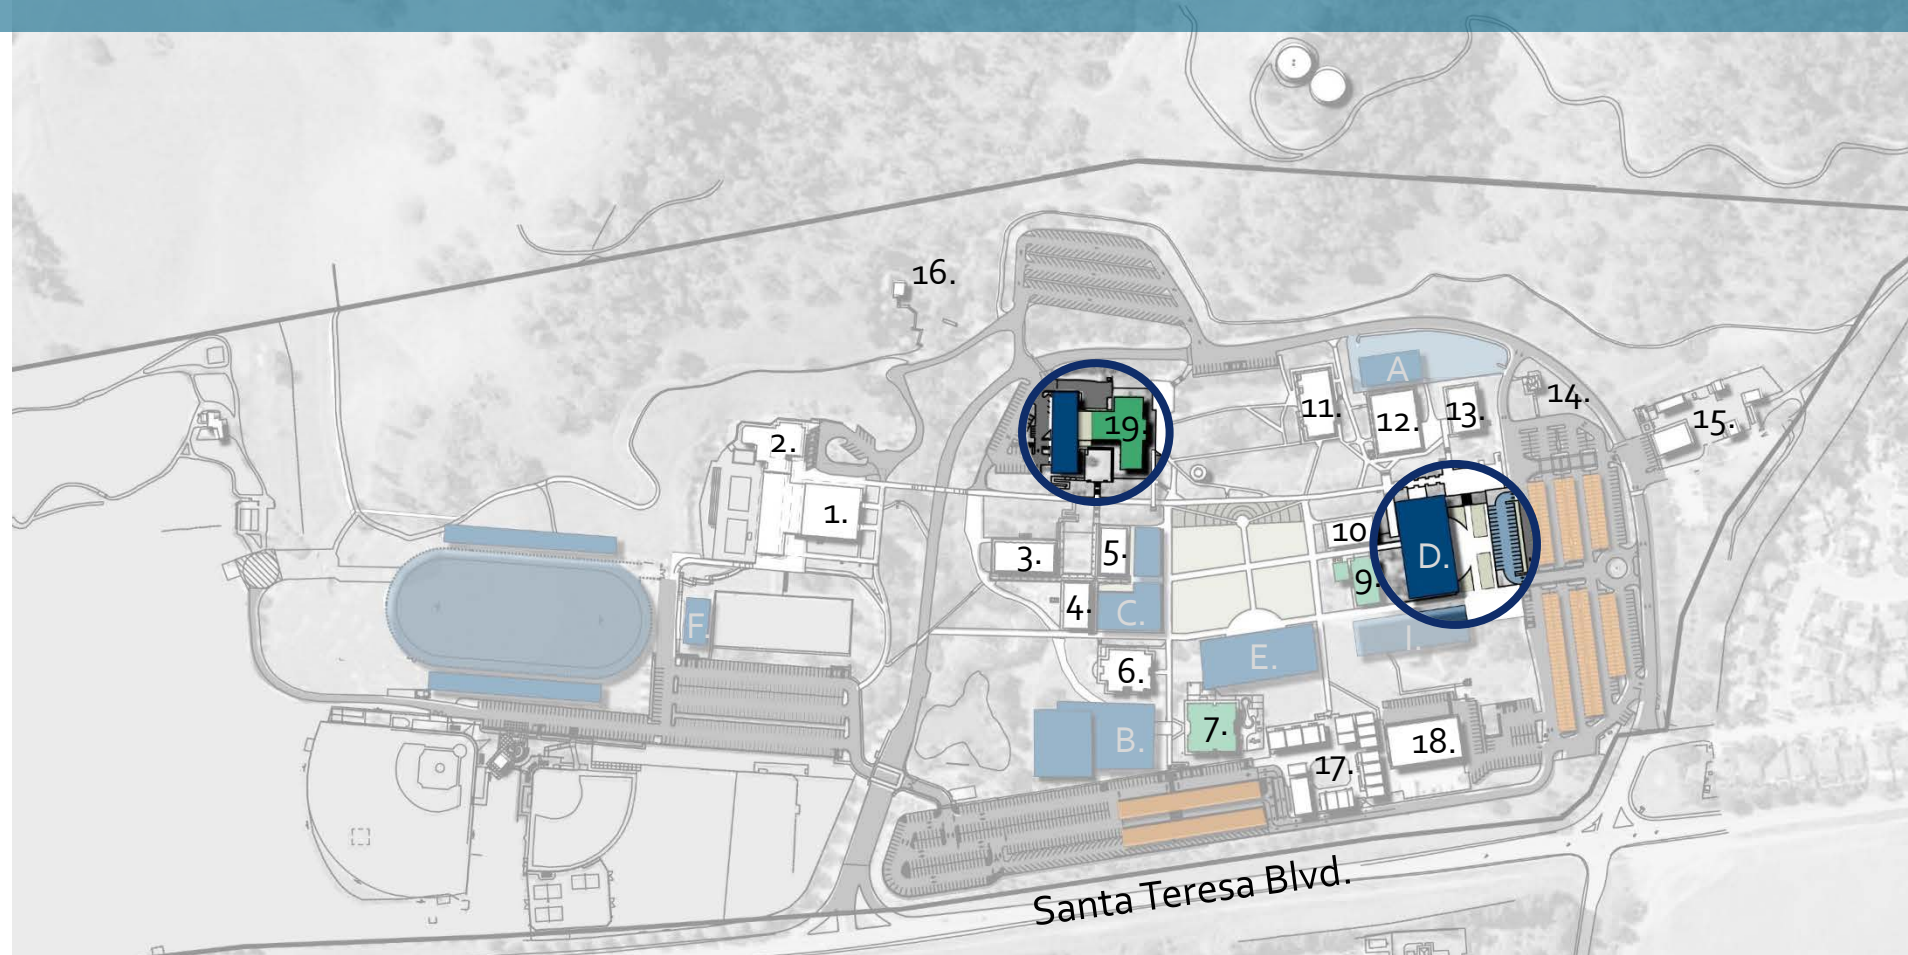 16.
A
14.
11.
12.
13.
15.
19.
2.
1.
10
3.
5.
D.
9.
4.
C.
F.
I.
E.
6.
7.
B.
18.
17.
Santa Teresa Blvd.